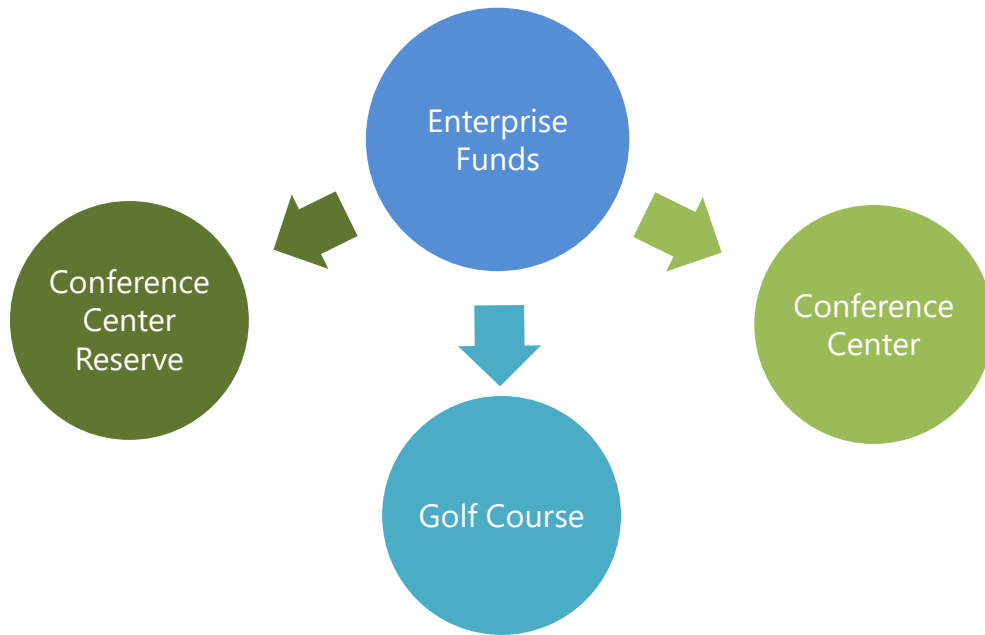 Enterprise
Funds
Conference
Center
Reserve
Conference
Center
Golf Course